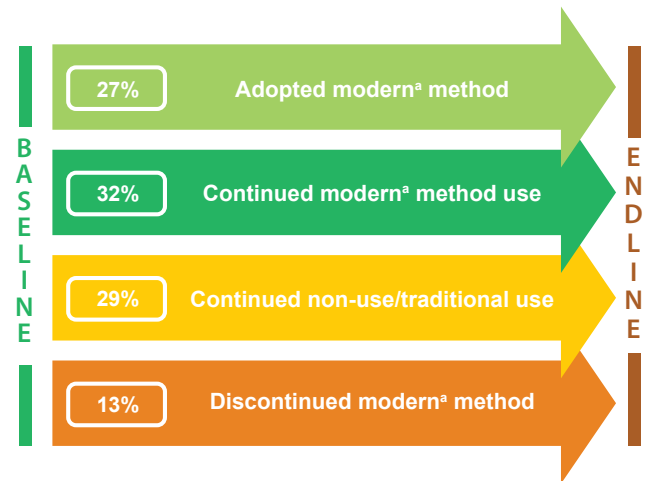 BASELINE
27% Adopted modernᵃ method
32% Continued modernᵃ method use
29% Continued non-use/traditional use
13% Discontinued modernᵃ method
ENDLINE